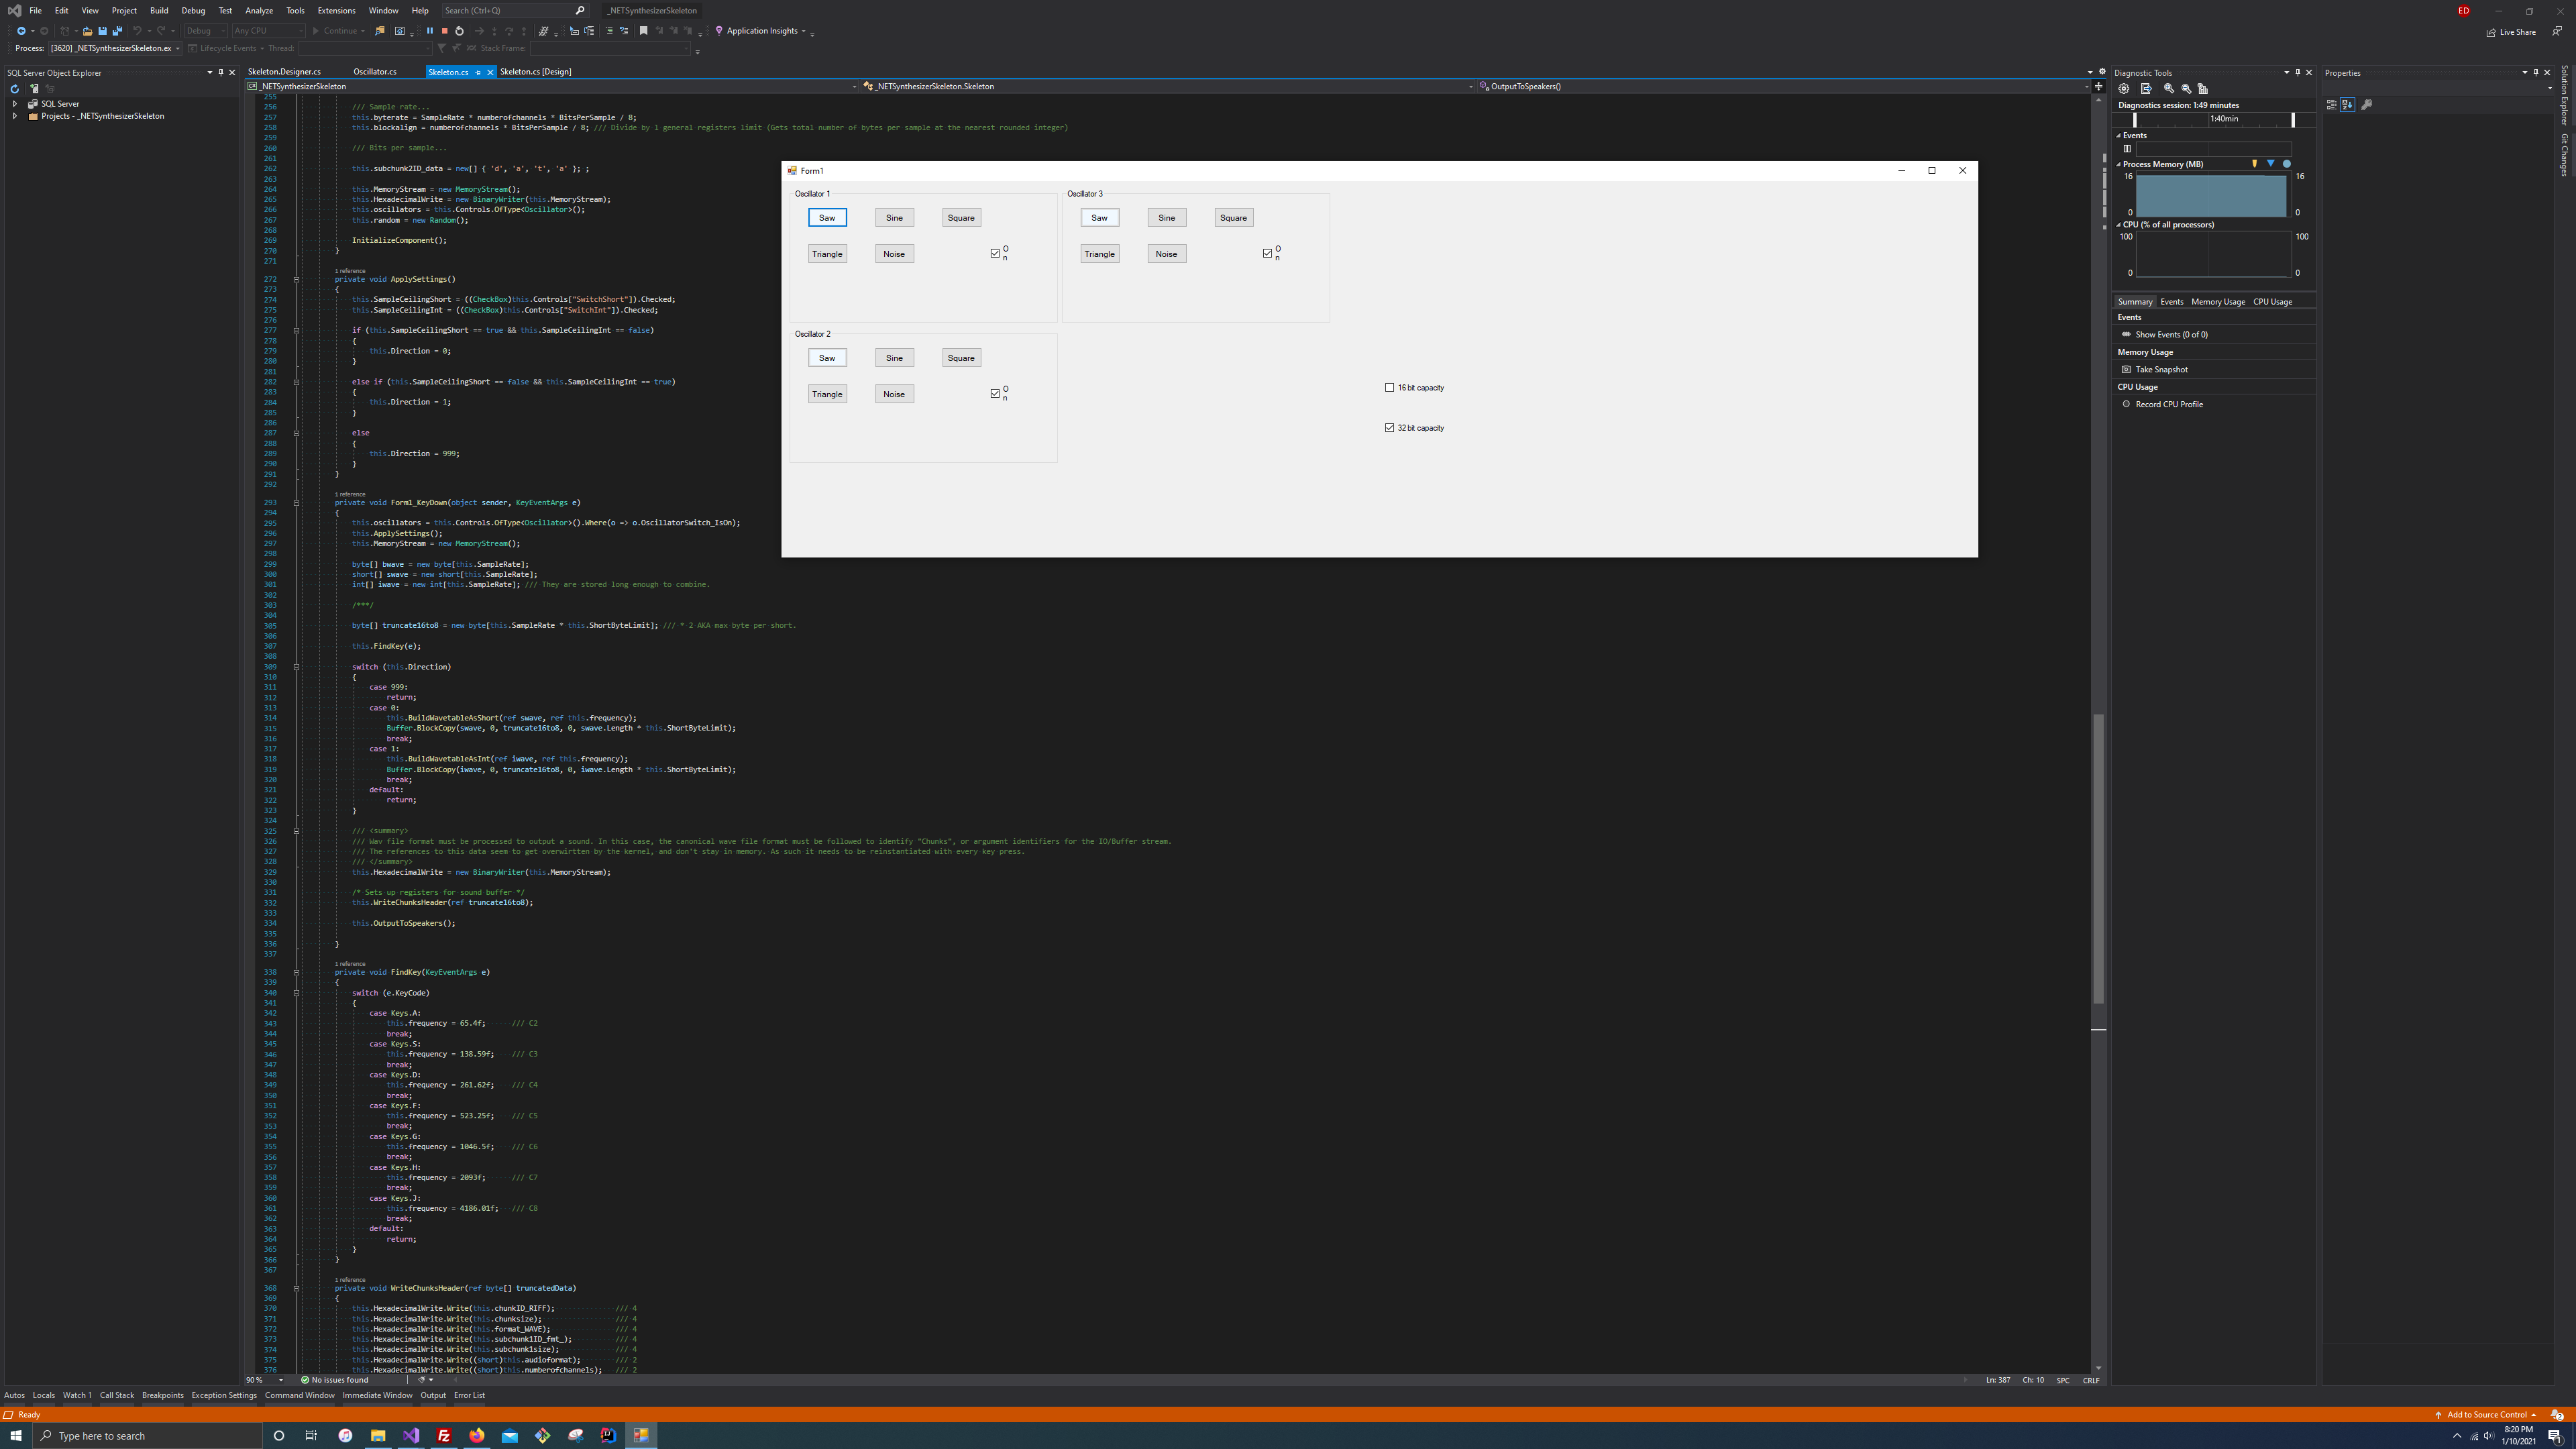 File Edit View Project Build Debug Test Analyze Tools Extensions Window Help Search (Ctrl+Q) _NETSynthesizerSkeleton ED
Debug Any CPU Continue Application Insights Live Share
Process: [3620] _NETSynthesizerSkeleton.ex Lifecycle Events Thread: Stack Frame:
SQL Server Object Explorer
SQL Server
Projects - _NETSynthesizerSkeleton
Skeleton.Designer.cs Oscillator.cs Skeleton.cs Skeleton.cs [Design]
_NETSynthesizerSkeleton _NETSynthesizerSkeleton.Skeleton OutputToSpeakers()
255
256 /// Sample rate...
257 this.byterate = SampleRate * numberofchannels * BitsPerSample / 8;
258 this.blockalign = numberofchannels * BitsPerSample / 8; /// Divide by 1 general registers limit (Gets total number of bytes per sample at the nearest rounded integer)
259
260 /// Bits per sample...
261
262 this.subchunk2ID_data = new[] { 'd', 'a', 't', 'a' }; ;
263
264 this.MemoryStream = new MemoryStream();
265 this.HexadecimalWrite = new BinaryWriter(this.MemoryStream);
266 this.oscillators = this.Controls.OfType<Oscillator>();
267 this.random = new Random();
268
269 InitializeComponent();
270 }
271
1 reference
272 private void ApplySettings()
273 {
274 this.SampleCeilingShort = ((CheckBox)this.Controls["SwitchShort"]).Checked;
275 this.SampleCeilingInt = ((CheckBox)this.Controls["SwitchInt"]).Checked;
276
277 if (this.SampleCeilingShort == true && this.SampleCeilingInt == false)
278 {
279 this.Direction = 0;
280 }
281
282 else if (this.SampleCeilingShort == false && this.SampleCeilingInt == true)
283 {
284 this.Direction = 1;
285 }
286
287 else
288 {
289 this.Direction = 999;
290 }
291 }
292
1 reference
293 private void Form1_KeyDown(object sender, KeyEventArgs e)
294 {
295 this.oscillators = this.Controls.OfType<Oscillator>().Where(o => o.OscillatorSwitch_IsOn);
296 this.ApplySettings();
297 this.MemoryStream = new MemoryStream();
298
299 byte[] bwave = new byte[this.SampleRate];
300 short[] swave = new short[this.SampleRate];
301 int[] iwave = new int[this.SampleRate]; /// They are stored long enough to combine.
302
303 /***/
304
305 byte[] truncate16to8 = new byte[this.SampleRate * this.ShortByteLimit]; /// * 2 AKA max byte per short.
306
307 this.FindKey(e);
308
309 switch (this.Direction)
310 {
311 case 999:
312 return;
313 case 0:
314 this.BuildWavetableAsShort(ref swave, ref this.frequency);
315 Buffer.BlockCopy(swave, 0, truncate16to8, 0, swave.Length * this.ShortByteLimit);
316 break;
317 case 1:
318 this.BuildWavetableAsInt(ref iwave, ref this.frequency);
319 Buffer.BlockCopy(iwave, 0, truncate16to8, 0, iwave.Length * this.ShortByteLimit);
320 break;
321 default:
322 return;
323 }
324
325 /// <summary>
326 /// Wav file format must be processed to output a sound. In this case, the canonical wave file format must be followed to identify "Chunks", or argument identifiers for the IO/Buffer stream.
327 /// The references to this data seem to get overwirtten by the kernel, and don't stay in memory. As such it needs to be reinstantiated with every key press.
328 /// </summary>
329 this.HexadecimalWrite = new BinaryWriter(this.MemoryStream);
330
331 /* Sets up registers for sound buffer */
332 this.WriteChunksHeader(ref truncate16to8);
333
334 this.OutputToSpeakers();
335
336 }
337
1 reference
338 private void FindKey(KeyEventArgs e)
339 {
340 switch (e.KeyCode)
341 {
342 case Keys.A:
343 this.frequency = 65.4f; /// C2
344 break;
345 case Keys.S:
346 this.frequency = 138.59f; /// C3
347 break;
348 case Keys.D:
349 this.frequency = 261.62f; /// C4
350 break;
351 case Keys.F:
352 this.frequency = 523.25f; /// C5
353 break;
354 case Keys.G:
355 this.frequency = 1046.5f; /// C6
356 break;
357 case Keys.H:
358 this.frequency = 2093f; /// C7
359 break;
360 case Keys.J:
361 this.frequency = 4186.01f; /// C8
362 break;
363 default:
364 return;
365 }
366 }
367
1 reference
368 private void WriteChunksHeader(ref byte[] truncatedData)
369 {
370 this.HexadecimalWrite.Write(this.chunkID_RIFF); /// 4
371 this.HexadecimalWrite.Write(this.chunksize); /// 4
372 this.HexadecimalWrite.Write(this.format_WAVE); /// 4
373 this.HexadecimalWrite.Write(this.subchunk1ID_fmt_); /// 4
374 this.HexadecimalWrite.Write(this.subchunk1size); /// 4
375 this.HexadecimalWrite.Write((short)this.audioformat); /// 2
376 this.HexadecimalWrite.Write((short)this.numberofchannels); /// 2
Form1
Oscillator 1
Saw Sine Square
Triangle Noise On
Oscillator 3
Saw Sine Square
Triangle Noise On
Oscillator 2
Saw Sine Square
Triangle Noise On
16 bit capacity
32 bit capacity
Diagnostic Tools
Diagnostics session: 1:49 minutes
1:40min
Events
Process Memory (MB)
16 16
0 0
CPU (% of all processors)
100 100
0 0
Summary Events Memory Usage CPU Usage
Events
Show Events (0 of 0)
Memory Usage
Take Snapshot
CPU Usage
Record CPU Profile
Properties
Solution Explorer
Git Changes
90 % No issues found Ln: 387 Ch: 10 SPC CRLF
Autos Locals Watch 1 Call Stack Breakpoints Exception Settings Command Window Immediate Window Output Error List
Ready Add to Source Control 2
Type here to search
8:20 PM
1/10/2021
1